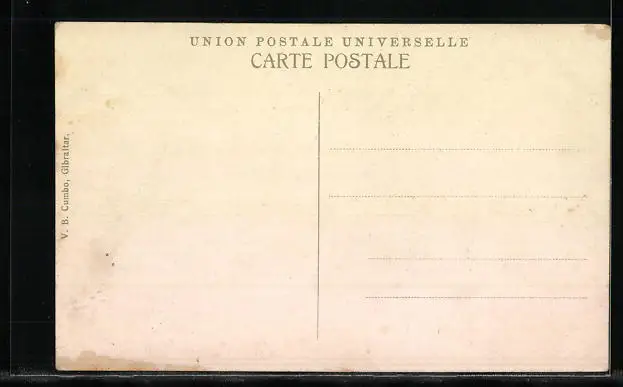 UNION POSTALE UNIVERSELLE
CARTE POSTALE
V. B. Cumbo, Gibraltar.